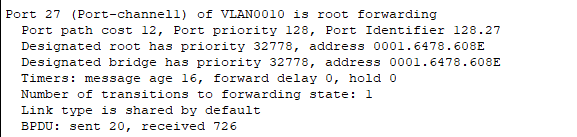 Port 27 (Port-channel1) of VLAN0010 is root forwarding
Port path cost 12, Port priority 128, Port Identifier 128.27
Designated root has priority 32778, address 0001.6478.608E
Designated bridge has priority 32778, address 0001.6478.608E
Timers: message age 16, forward delay 0, hold 0
Number of transitions to forwarding state: 1
Link type is shared by default
BPDU: sent 20, received 726